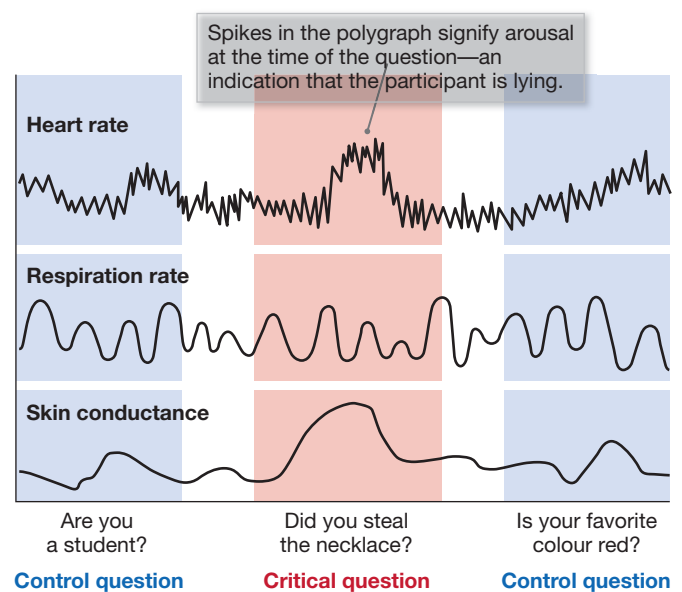 Spikes in the polygraph signify arousal
at the time of the question—an
indication that the participant is lying.
Heart rate
Respiration rate
Skin conductance
Are you
a student?
Control question
Did you steal
the necklace?
Critical question
Is your favorite
colour red?
Control question